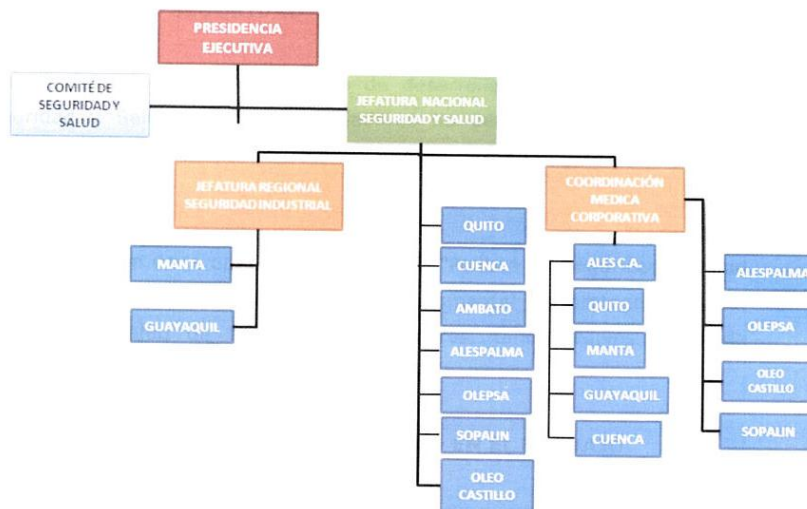 PRESIDENCIA
EJECUTIVA
COMITÉ DE
SEGURIDAD Y
SALUD
JEFATURA NACIONAL
SEGURIDAD Y SALUD
JEFATURA REGIONAL
SEGURIDAD INDUSTRIAL
COORDINACIÓN
MEDICA
CORPORATIVA
MANTA
GUAYAQUIL
QUITO
CUENCA
AMBATO
ALESPALMA
OLEPSA
SOPALIN
OLEO
CASTILLO
ALES C.A.
QUITO
MANTA
GUAYAQUIL
CUENCA
ALESPALMA
OLEPSA
OLEO
CASTILLO
SOPALIN